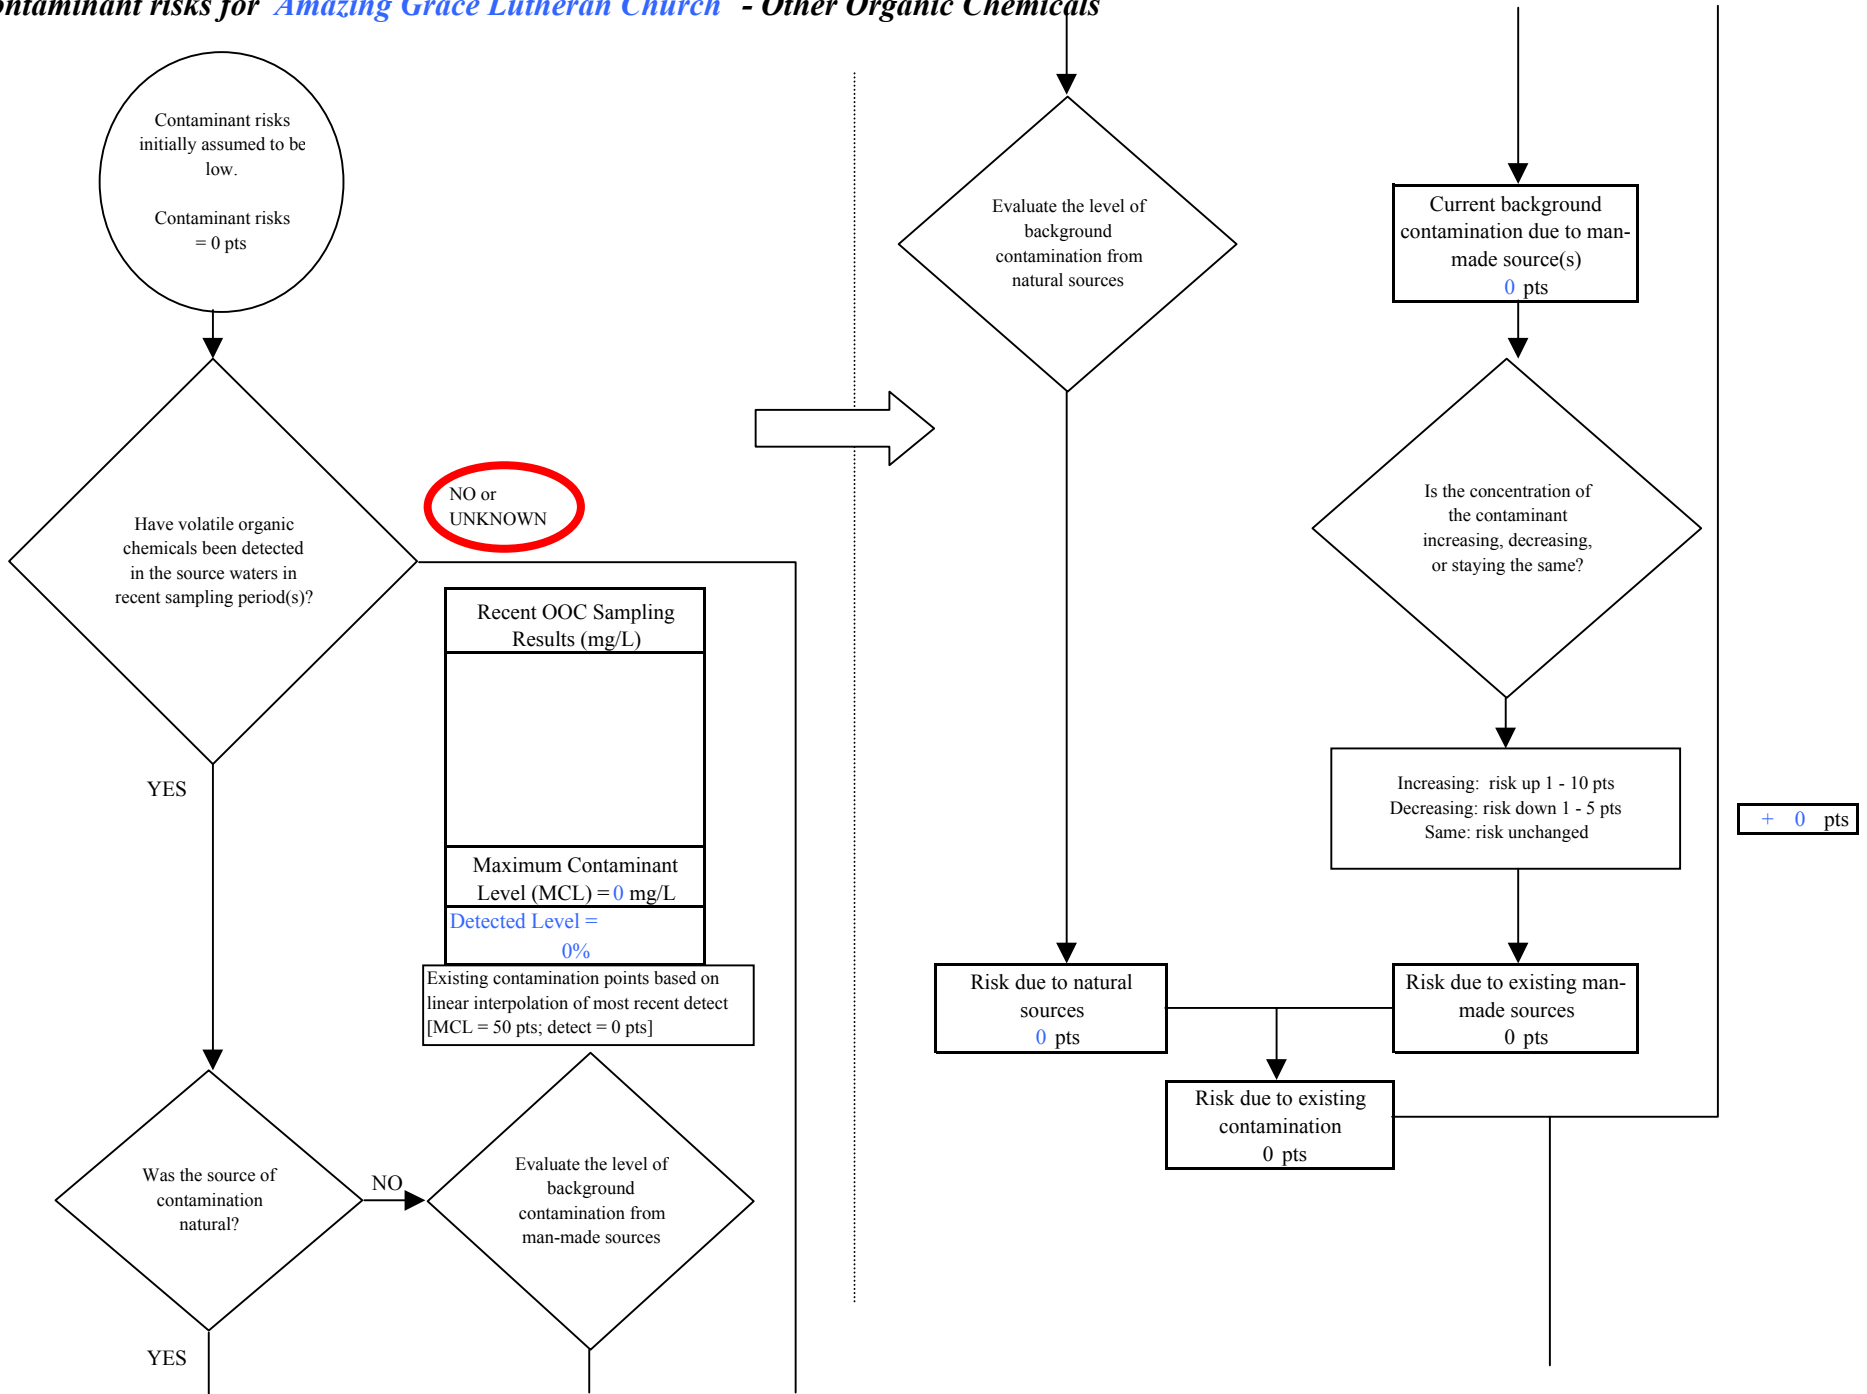 ontaminant risks for Amazing Grace Lutheran Church - Other Organic Chemicals
Contaminant risks
initially assumed to be
low.
Contaminant risks
= 0 pts
Have volatile organic
chemicals been detected
in the source waters in
recent sampling period(s)?
NO or
UNKNOWN
YES
Recent OOC Sampling
Results (mg/L)
Maximum Contaminant
Level (MCL) = 0 mg/L
Detected Level =
0%
Existing contamination points based on
linear interpolation of most recent detect
[MCL = 50 pts; detect = 0 pts]
Was the source of
contamination
natural?
NO
YES
Evaluate the level of
background
contamination from
man-made sources
Evaluate the level of
background
contamination from
natural sources
Current background
contamination due to man-
made source(s)
0 pts
Is the concentration of
the contaminant
increasing, decreasing,
or staying the same?
Increasing: risk up 1 - 10 pts
Decreasing: risk down 1 - 5 pts
Same: risk unchanged
+ 0 pts
Risk due to natural
sources
0 pts
Risk due to existing man-
made sources
0 pts
Risk due to existing
contamination
0 pts